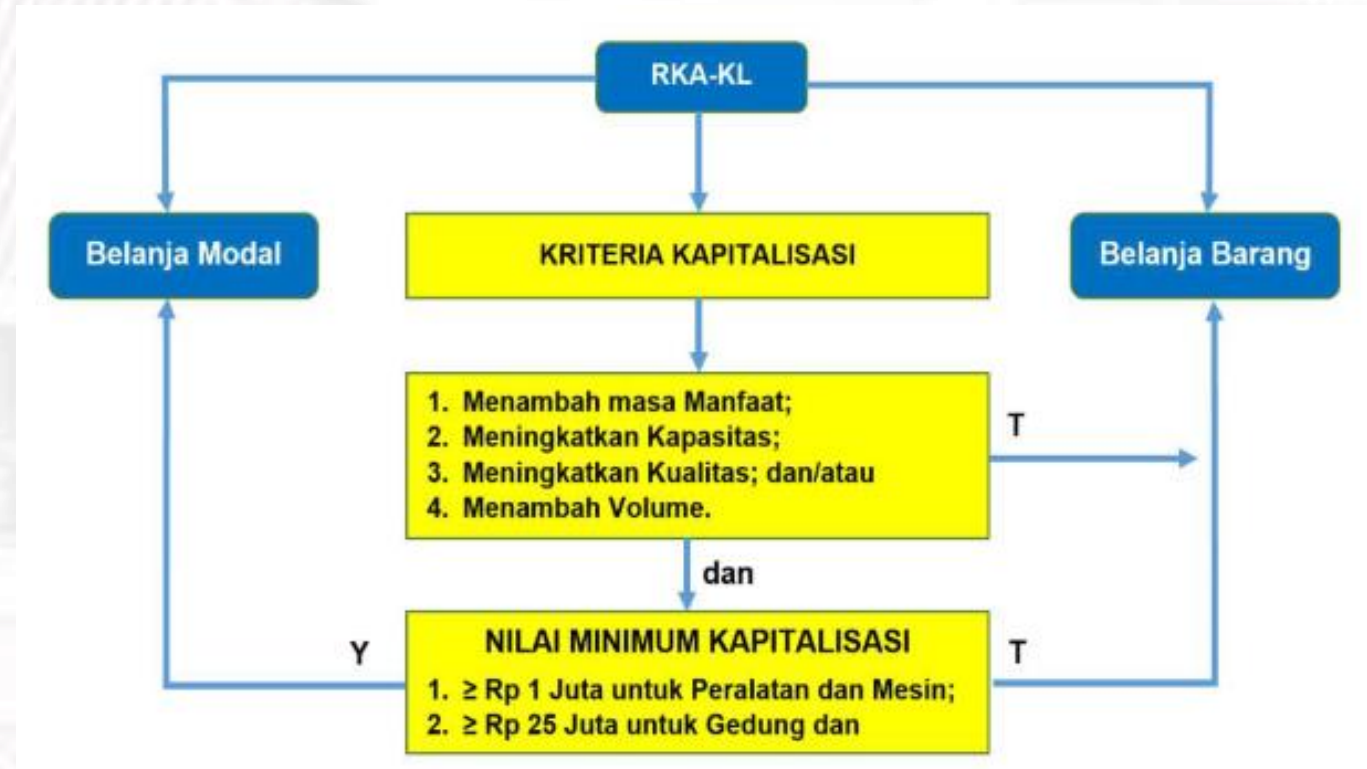 RKA-KL
Belanja Modal
KRITERIA KAPITALISASI
Belanja Barang
1. Menambah masa Manfaat;
2. Meningkatkan Kapasitas;
3. Meningkatkan Kualitas; dan/atau
4. Menambah Volume.
T
dan
Y
NILAI MINIMUM KAPITALISASI
1. ≥ Rp 1 Juta untuk Peralatan dan Mesin;
2. ≥ Rp 25 Juta untuk Gedung dan
T